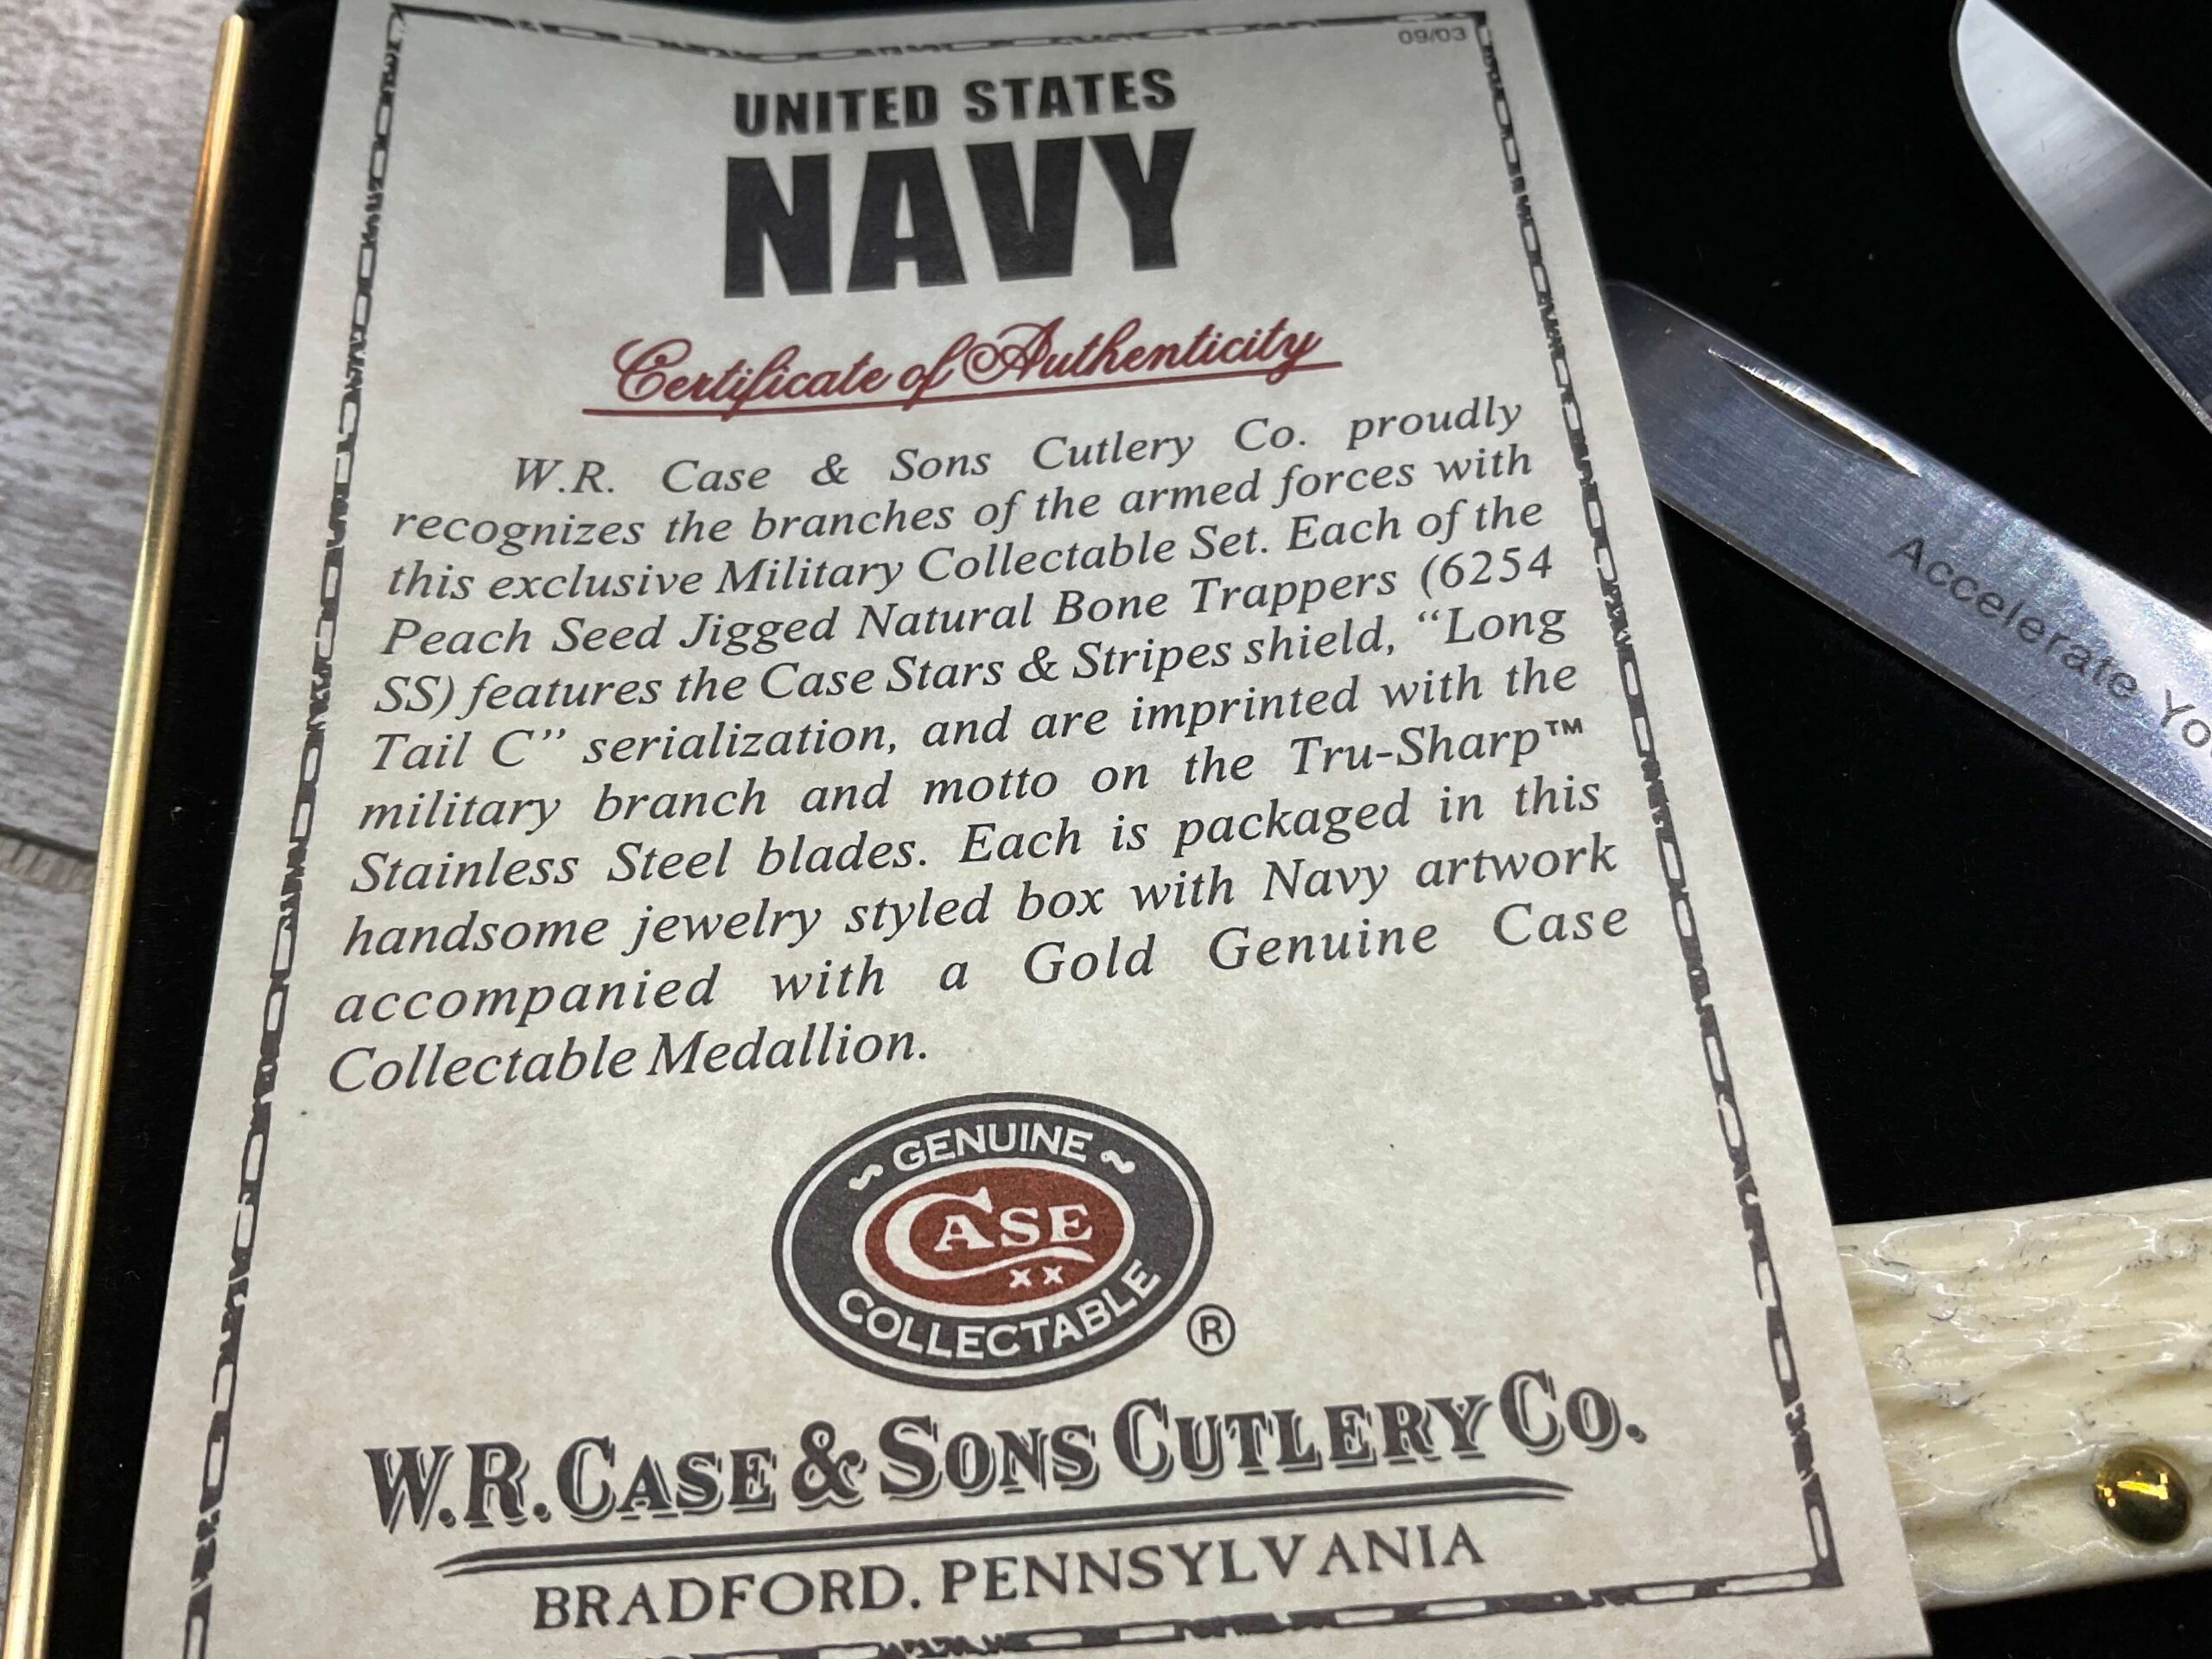 09/03
UNITED STATES
NAVY
Certificate of Authenticity
W.R. Case & Sons Cutlery Co. proudly
recognizes the branches of the armed forces with
this exclusive Military Collectable Set. Each of the
Peach Seed Jigged Natural Bone Trappers (6254
SS) features the Case Stars & Stripes shield, “Long
Tail C” serialization, and are imprinted with the
military branch and motto on the Tru-Sharp™
Stainless Steel blades. Each is packaged in this
handsome jewelry styled box with Navy artwork
accompanied with a Gold Genuine Case
Collectable Medallion.
~ GENUINE ~
CASE
XX
COLLECTABLE
®
W.R. CASE & SONS CUTLERY CO.
BRADFORD, PENNSYLVANIA
Accelerate Yo